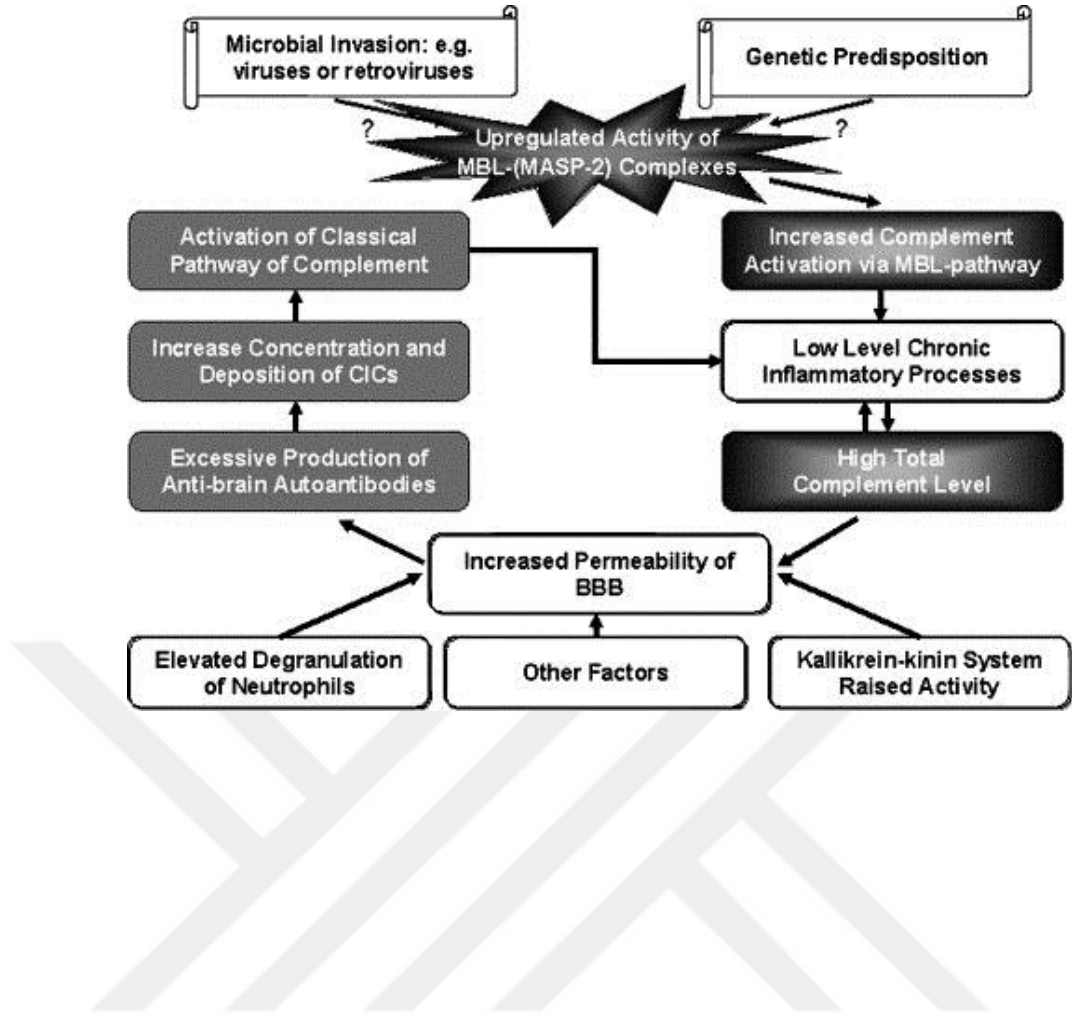 Microbial Invasion: e.g.
viruses or retroviruses
Genetic Predisposition
?
?
Upregulated Activity of
MBL-(MASP-2) Complexes
Activation of Classical
Pathway of Complement
Increased Complement
Activation via MBL-pathway
Increase Concentration and
Deposition of CICs
Low Level Chronic
Inflammatory Processes
Excessive Production of
Anti-brain Autoantibodies
High Total
Complement Level
Increased Permeability of
BBB
Elevated Degranulation
of Neutrophils
Other Factors
Kallikrein-kinin System
Raised Activity